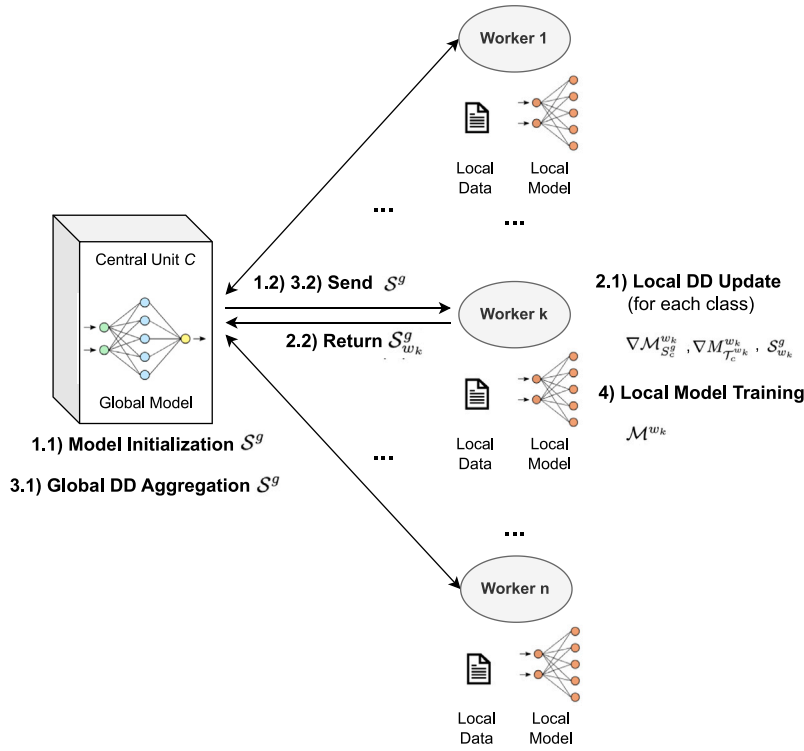 Worker 1
Local
Data
Local
Model
...
...
Central Unit C
Global Model
1.2) 3.2) Send S^g
2.2) Return S^g_{w_k}
Worker k
Local
Data
Local
Model
2.1) Local DD Update
(for each class)
∇M^{w_k}_{S^g_c} , ∇M^{w_k}_{T_c^{w_k}} , S^g_{w_k}
4) Local Model Training
M^{w_k}
1.1) Model Initialization S^g
3.1) Global DD Aggregation S^g
...
...
Worker n
Local
Data
Local
Model